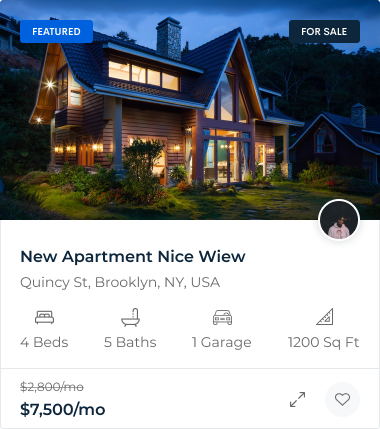 FEATURED
FOR SALE
New Apartment Nice Wiew
Quincy St, Brooklyn, NY, USA
4 Beds 5 Baths 1 Garage 1200 Sq Ft
$2,800/mo
$7,500/mo